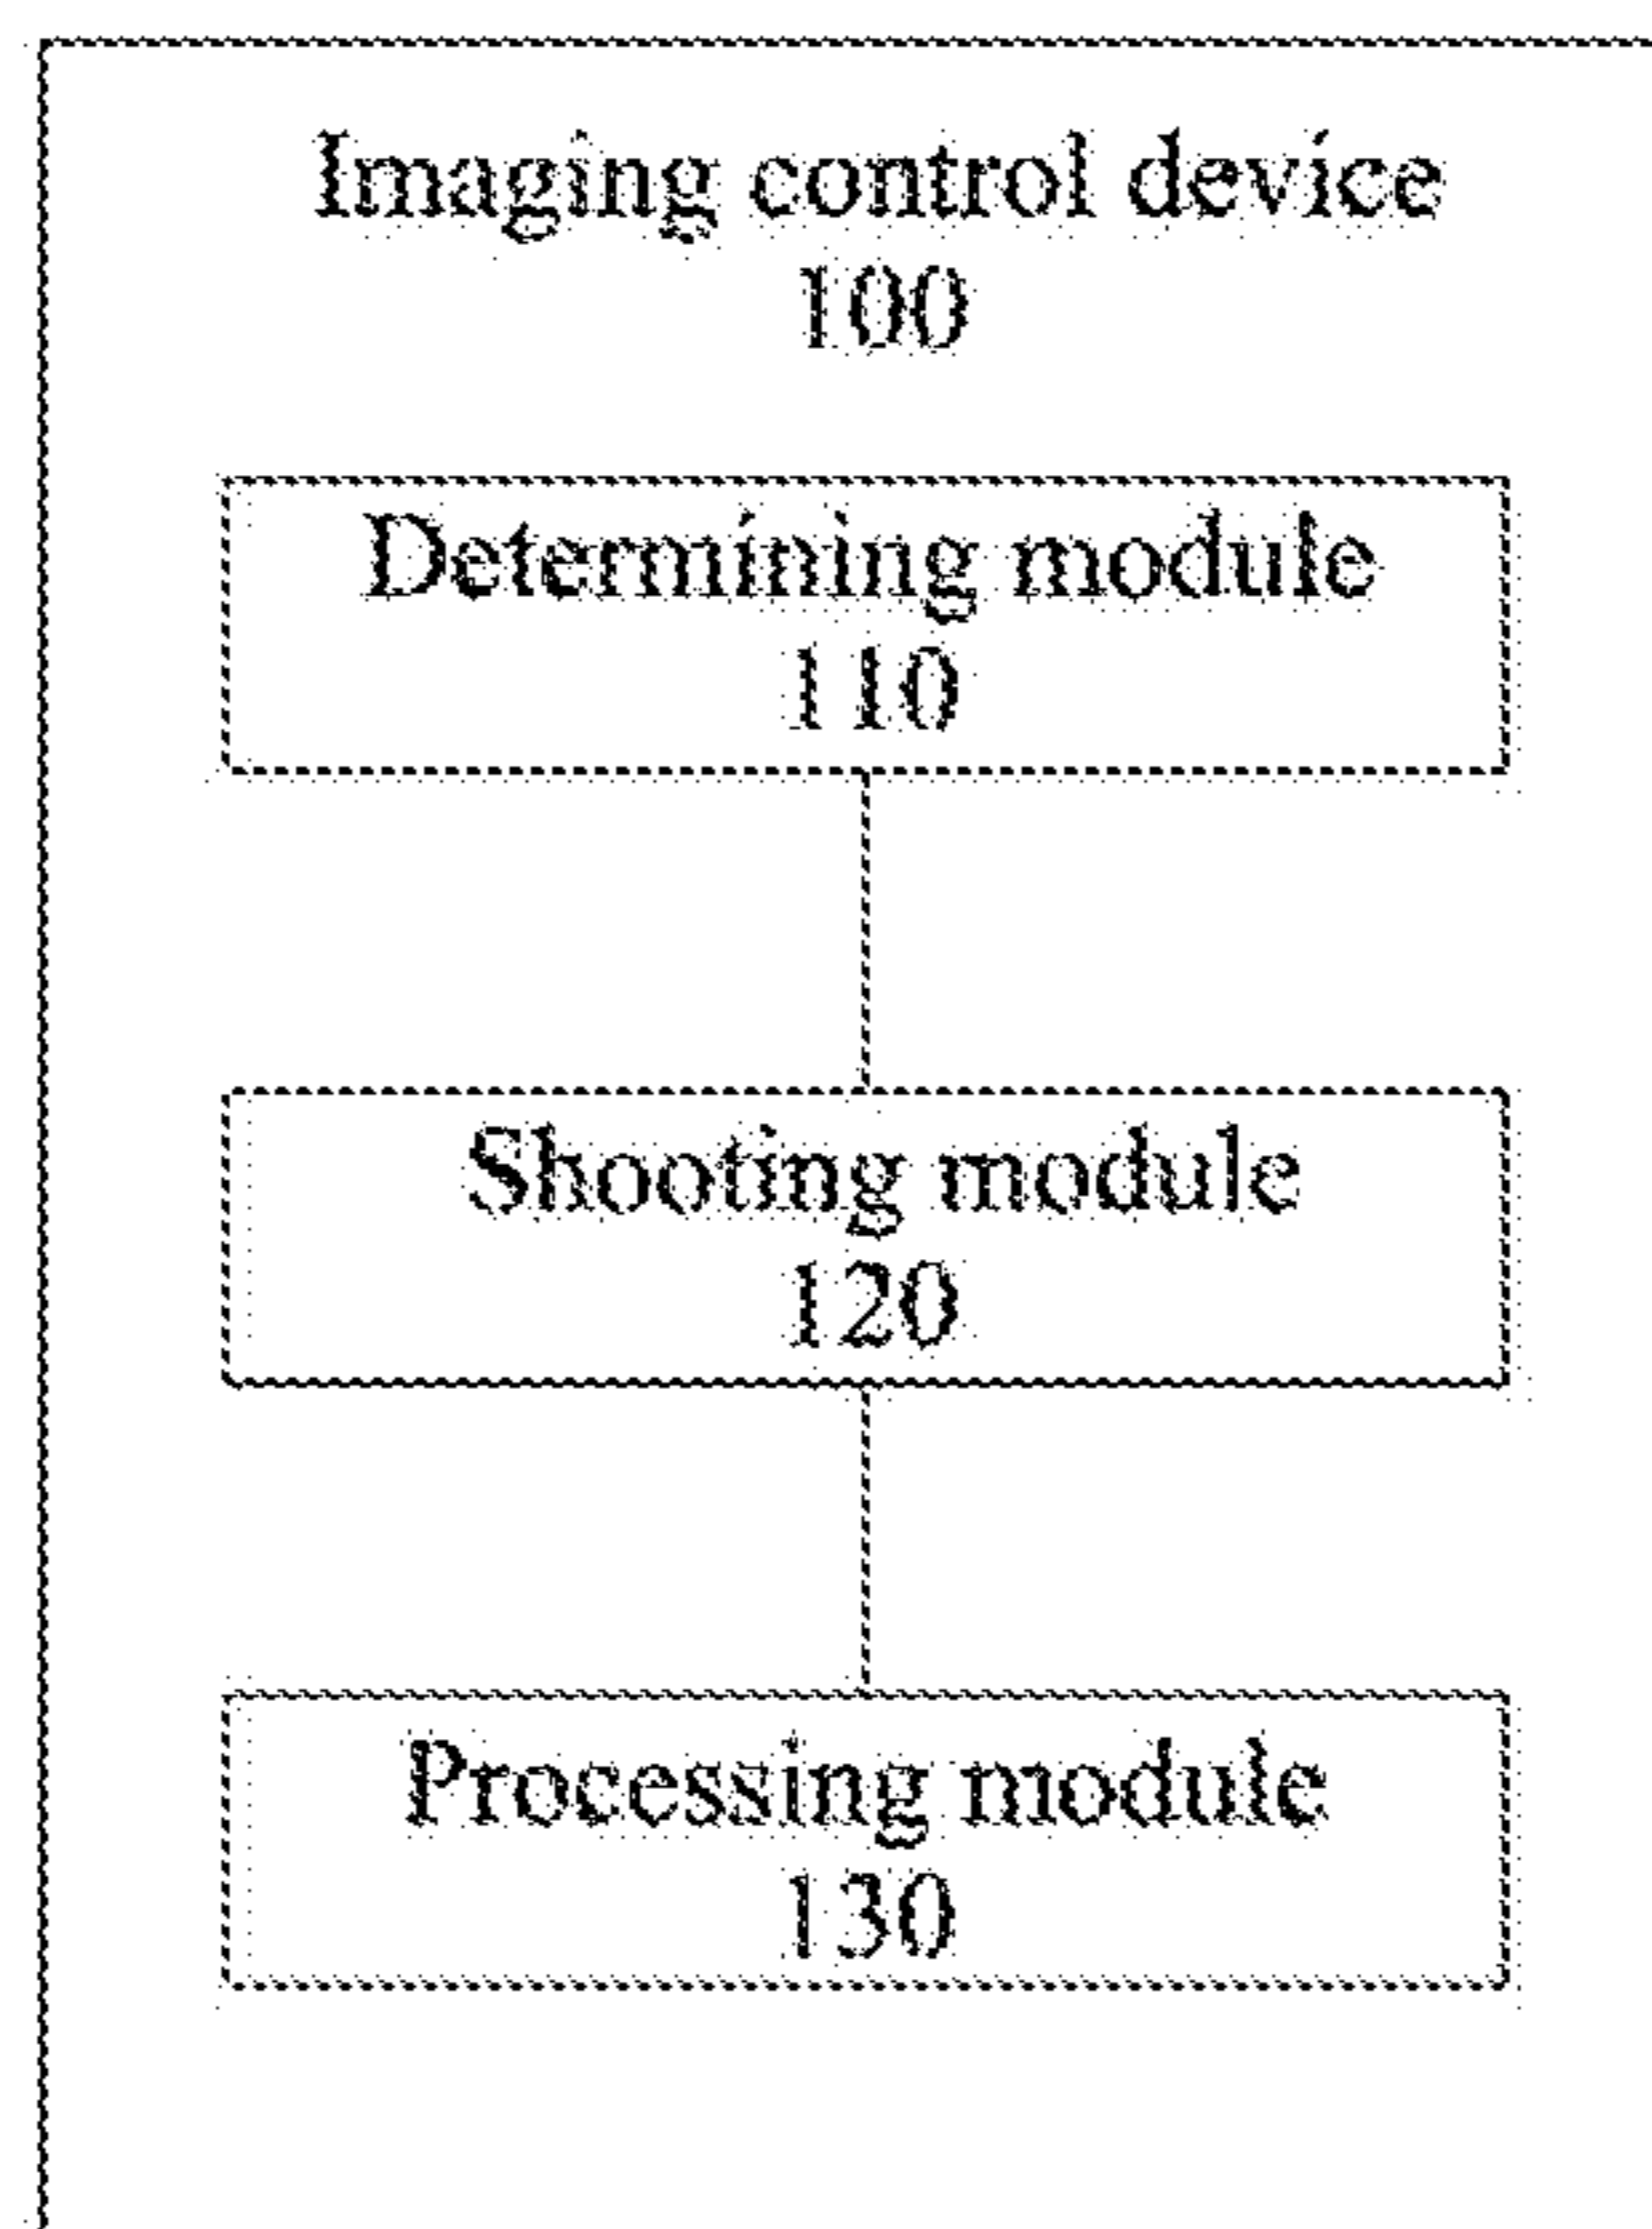 Imaging control device
100
Determining module
110
Shooting module
120
Processing module
130